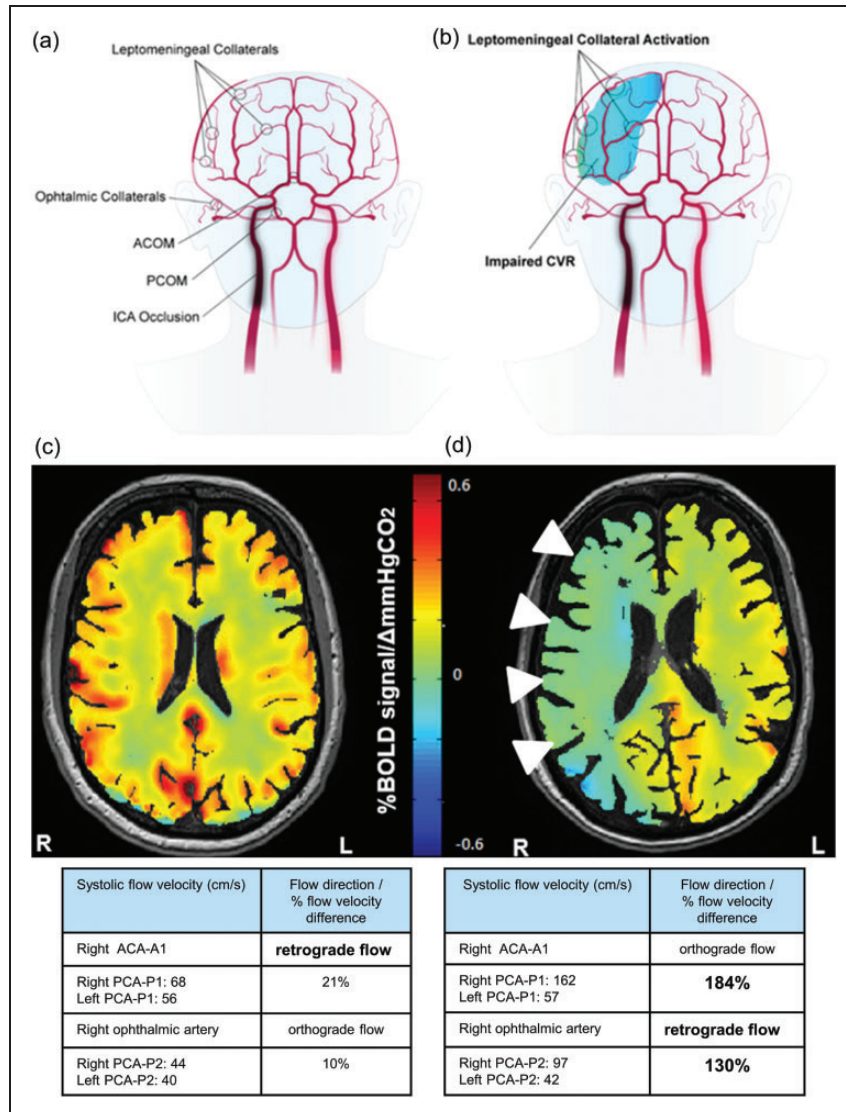 (a)
Leptomeningeal Collaterals
Ophtalmic Collaterals
ACOM
PCOM
ICA Occlusion
(b)
Leptomeningeal Collateral Activation
Impaired CVR
(c)
R
L
%BOLD signal/ΔmmHgCO2
0.6
0
-0.6
(d)
R
L
Systolic flow velocity (cm/s)
Flow direction /
% flow velocity
difference
Right ACA-A1
retrograde flow
Right PCA-P1: 68
Left PCA-P1: 56
21%
Right ophthalmic artery
orthograde flow
Right PCA-P2: 44
Left PCA-P2: 40
10%
Systolic flow velocity (cm/s)
Flow direction /
% flow velocity
difference
Right ACA-A1
orthograde flow
Right PCA-P1: 162
Left PCA-P1: 57
184%
Right ophthalmic artery
retrograde flow
Right PCA-P2: 97
Left PCA-P2: 42
130%